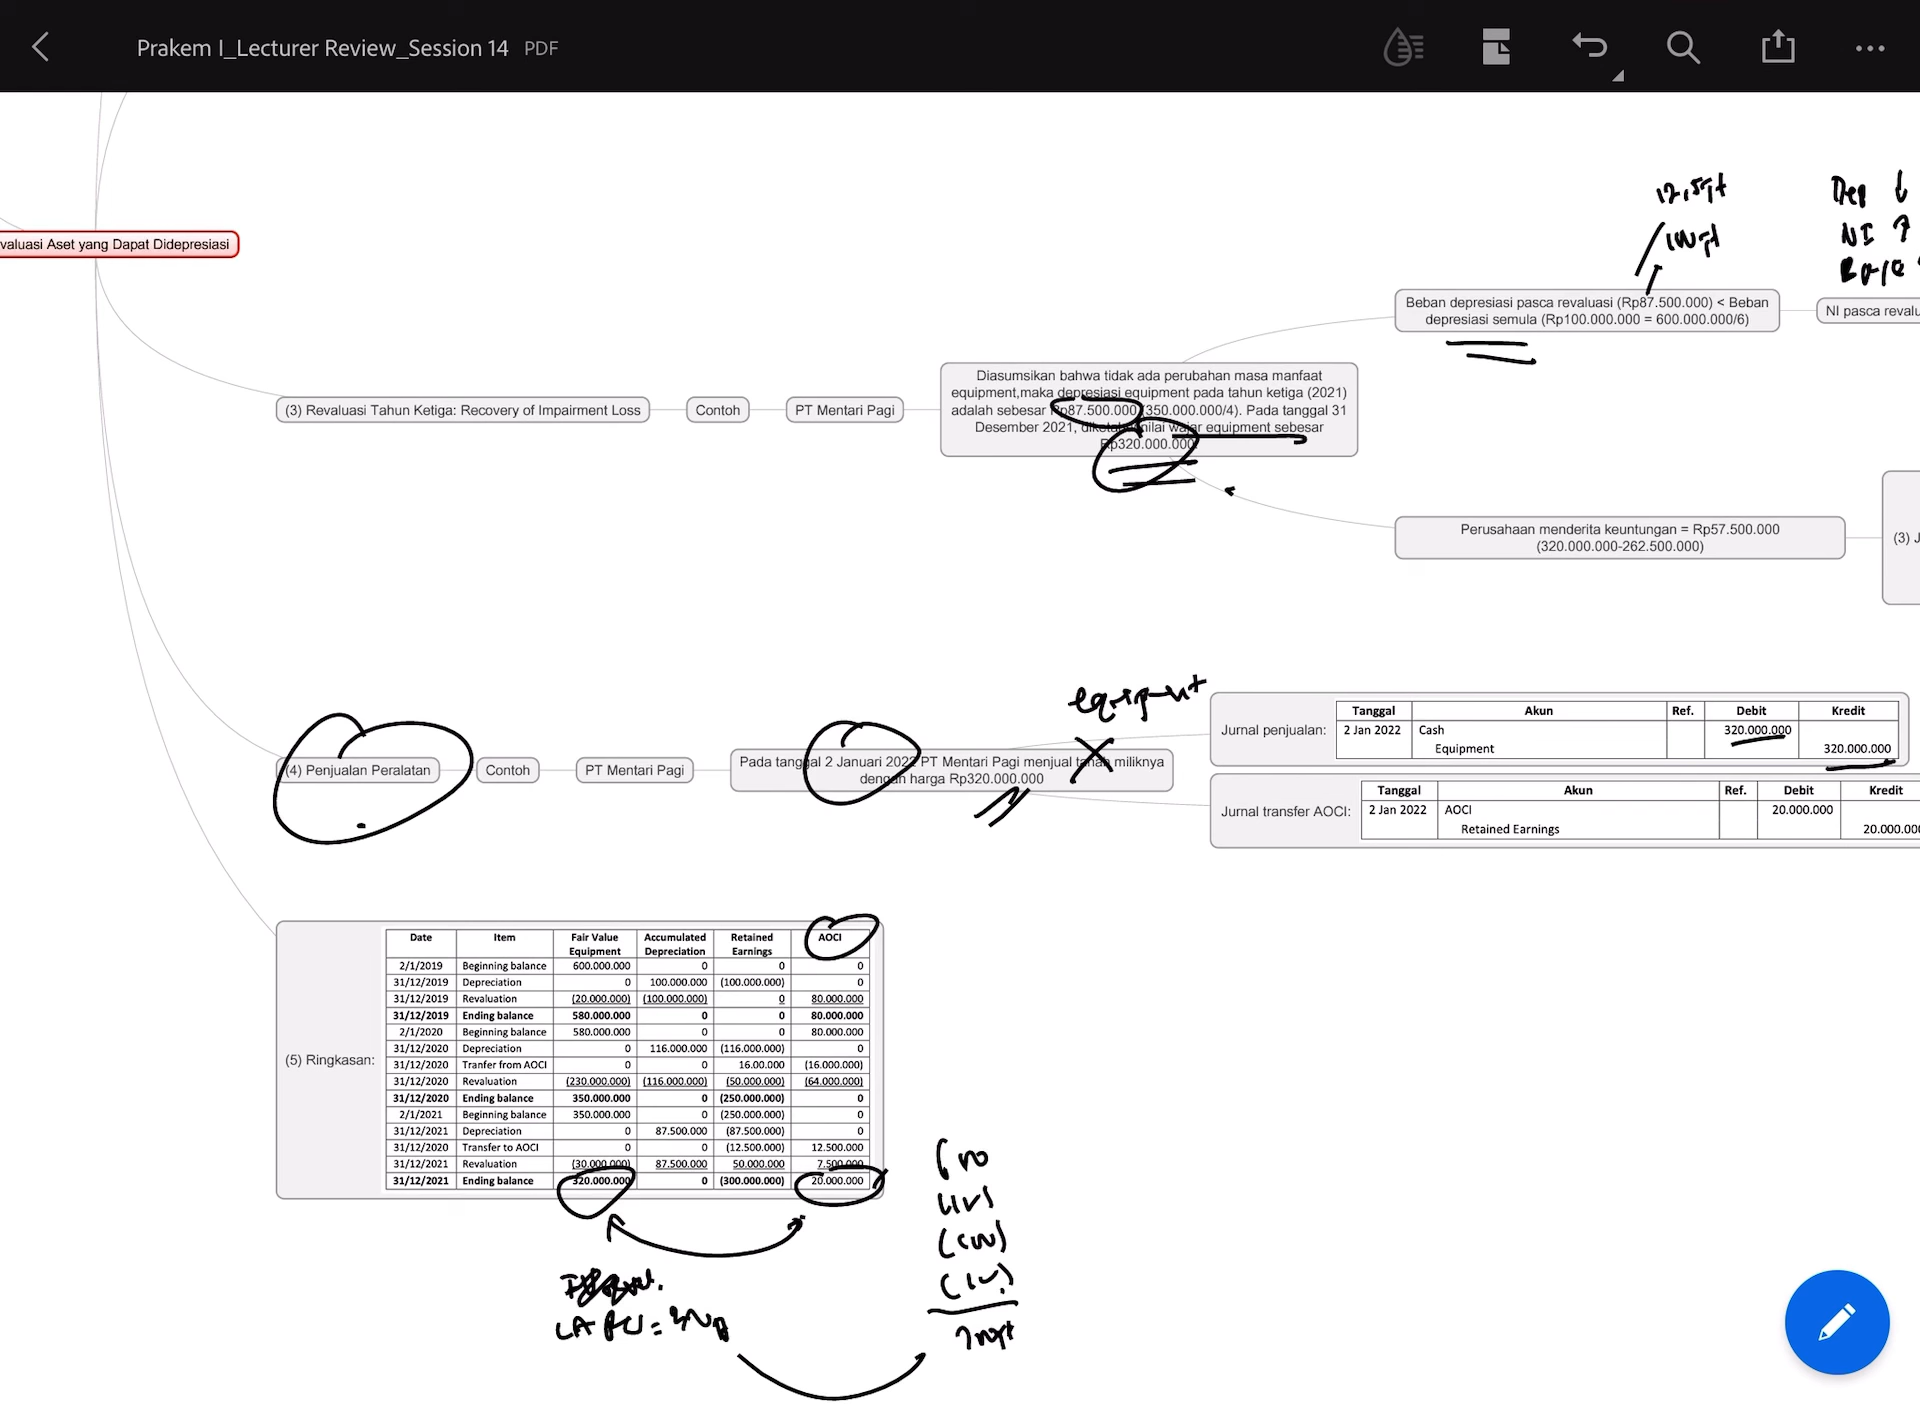 Prakem I_Lecturer Review_Session 14 PDF
valuasi Aset yang Dapat Didepresiasi
Dep ↓
NI ↑
Beban depresiasi pasca revaluasi (Rp87.500.000) < Beban
depresiasi semula (Rp100.000.000 = 600.000.000/6)
NI pasca revalu
(3) Revaluasi Tahun Ketiga: Recovery of Impairment Loss
Contoh
PT Mentari Pagi
Diasumsikan bahwa tidak ada perubahan masa manfaat
equipment,maka depresiasi equipment pada tahun ketiga (2021)
adalah sebesar Rp87.500.000 (350.000.000/4). Pada tanggal 31
Desember 2021, diketahui nilai wajar equipment sebesar
Rp320.000.000.
Perusahaan menderita keuntungan = Rp57.500.000
(320.000.000-262.500.000)
(3) J
(4) Penjualan Peralatan
Contoh
PT Mentari Pagi
equipment
Pada tanggal 2 Januari 2022 PT Mentari Pagi menjual tanah miliknya
dengan harga Rp320.000.000
Jurnal penjualan:
Tanggal Akun Ref. Debit Kredit
2 Jan 2022 Cash 320.000.000
Equipment 320.000.000
Jurnal transfer AOCI:
Tanggal Akun Ref. Debit Kredit
2 Jan 2022 AOCI 20.000.000
Retained Earnings 20.000.00
(5) Ringkasan:
Date Item Fair Value Equipment Accumulated Depreciation Retained Earnings AOCI
2/1/2019 Beginning balance 600.000.000 0 0 0
31/12/2019 Depreciation 0 100.000.000 (100.000.000) 0
31/12/2019 Revaluation (20.000.000) (100.000.000) 0 80.000.000
31/12/2019 Ending balance 580.000.000 0 0 80.000.000
2/1/2020 Beginning balance 580.000.000 0 0 80.000.000
31/12/2020 Depreciation 0 116.000.000 (116.000.000) 0
31/12/2020 Tranfer from AOCI 0 0 16.00.000 (16.000.000)
31/12/2020 Revaluation (230.000.000) (116.000.000) (50.000.000) (64.000.000)
31/12/2020 Ending balance 350.000.000 0 (250.000.000) 0
2/1/2021 Beginning balance 350.000.000 0 (250.000.000) 0
31/12/2021 Depreciation 0 87.500.000 (87.500.000) 0
31/12/2020 Transfer to AOCI 0 0 (12.500.000) 12.500.000
31/12/2021 Revaluation (30.000.000) 87.500.000 50.000.000 7.500.000
31/12/2021 Ending balance 320.000.000 0 (300.000.000) 20.000.000